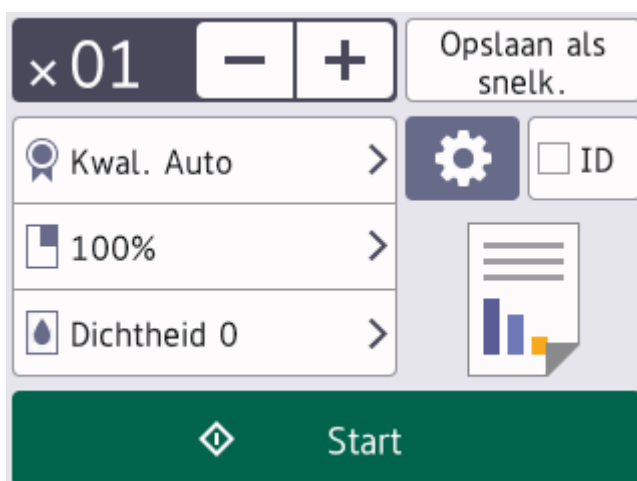 ×01 − +
Opslaan als
snelk.
Kwal. Auto
ID
100%
Dichtheid 0
Start